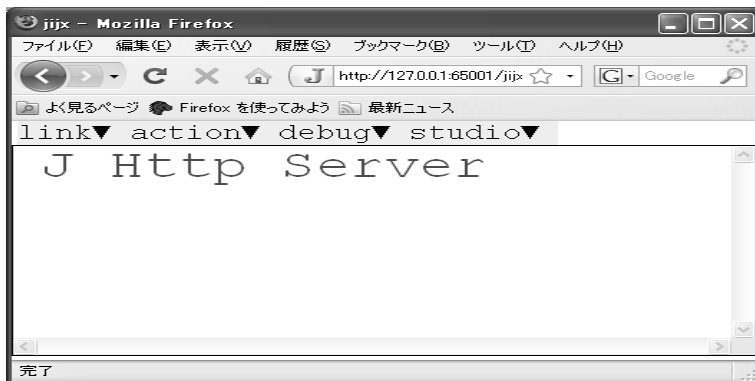 jijx - Mozilla Firefox
ファイル(F) 編集(E) 表示(V) 履歴(S) ブックマーク(B) ツール(T) ヘルプ(H)
J http://127.0.0.1:65001/jijx G Google
よく見るページ Firefox を使ってみよう 最新ニュース
link▼ action▼ debug▼ studio▼
J Http Server
完了